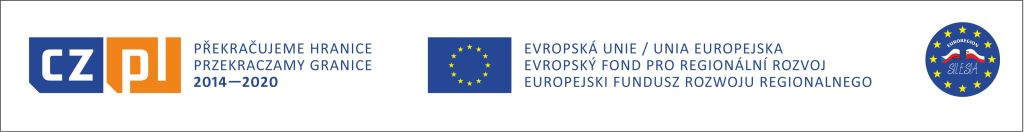 cz pl
PŘEKRAČUJEME HRANICE
PRZEKRACZAMY GRANICE
2014—2020
EVROPSKÁ UNIE / UNIA EUROPEJSKA
EVROPSKÝ FOND PRO REGIONÁLNÍ ROZVOJ
EUROPEJSKI FUNDUSZ ROZWOJU REGIONALNEGO
EUROREGION
SILESIA